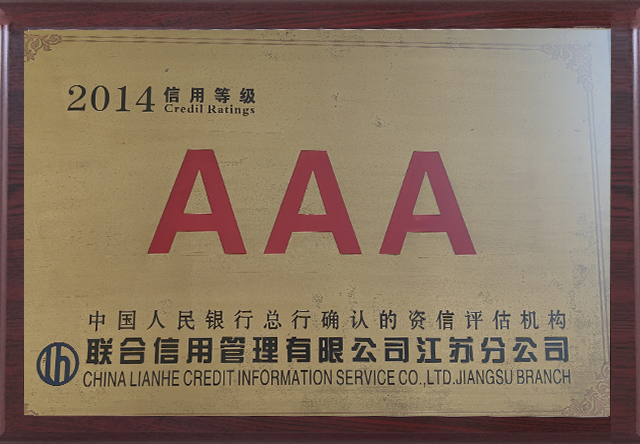 2014 信用等级
Credil Ratings
AAA
中国人民银行总行确认的资信评估机构
联合信用管理有限公司江苏分公司
CHINA LIANHE CREDIT INFORMATION SERVICE CO.,LTD.JIANGSU BRANCH